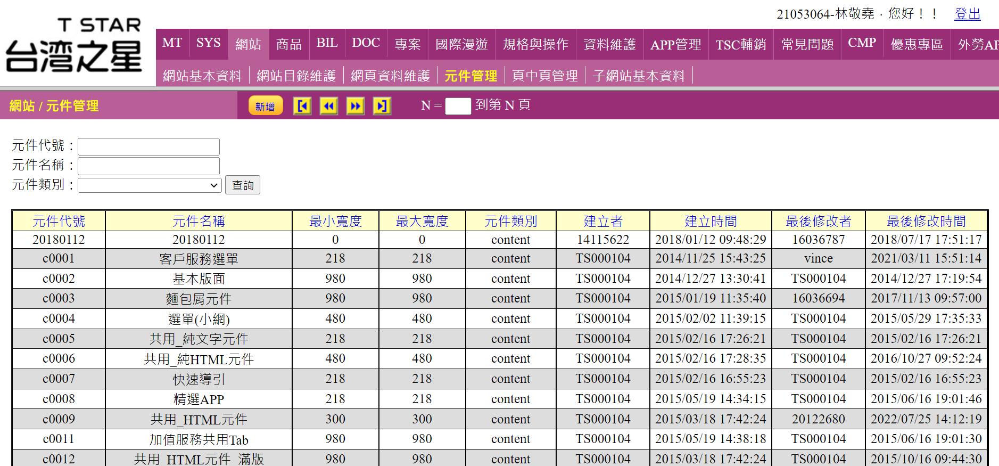 21053064-林敬堯，您好！！ 登出
T STAR
台湾之星
MT SYS 網站 商品 BIL DOC 專案 國際漫遊 規格與操作 資料維護 APP管理 TSC輔銷 常見問題 CMP 優惠專區 外勞AP
網站基本資料 網站目錄維護 網頁資料維護 元件管理 頁中頁管理 子網站基本資料
網站 / 元件管理 新增 N = 到第 N 頁
元件代號：
元件名稱：
元件類別： 查詢
元件代號 元件名稱 最小寬度 最大寬度 元件類別 建立者 建立時間 最後修改者 最後修改時間
20180112 20180112 0 0 content 14115622 2018/01/12 09:48:29 16036787 2018/07/17 17:51:17
c0001 客戶服務選單 218 218 content TS000104 2014/11/25 15:43:25 vince 2021/03/11 15:51:14
c0002 基本版面 980 980 content TS000104 2014/12/27 13:30:41 TS000104 2014/12/27 17:19:54
c0003 麵包屑元件 980 980 content TS000104 2015/01/19 11:35:40 16036694 2017/11/13 09:57:00
c0004 選單(小網) 480 480 content TS000104 2015/02/02 11:39:15 TS000104 2015/05/29 17:35:33
c0005 共用_純文字元件 218 218 content TS000104 2015/02/16 17:26:21 TS000104 2015/02/16 17:26:21
c0006 共用_純HTML元件 480 480 content TS000104 2015/02/16 17:28:35 TS000104 2016/10/27 09:52:24
c0007 快速導引 218 218 content TS000104 2015/02/16 16:55:23 TS000104 2015/02/16 16:55:23
c0008 精選APP 218 218 content TS000104 2015/05/19 14:34:15 TS000104 2015/06/16 19:01:46
c0009 共用_HTML元件 300 300 content TS000104 2015/03/18 17:42:24 20122680 2022/07/25 14:12:19
c0011 加值服務共用Tab 980 980 content TS000104 2015/05/19 14:38:18 TS000104 2015/06/16 19:01:30
c0012 共用_HTML元件_滿版 980 980 content TS000104 2015/03/18 17:42:24 TS000104 2015/10/16 09:44:30